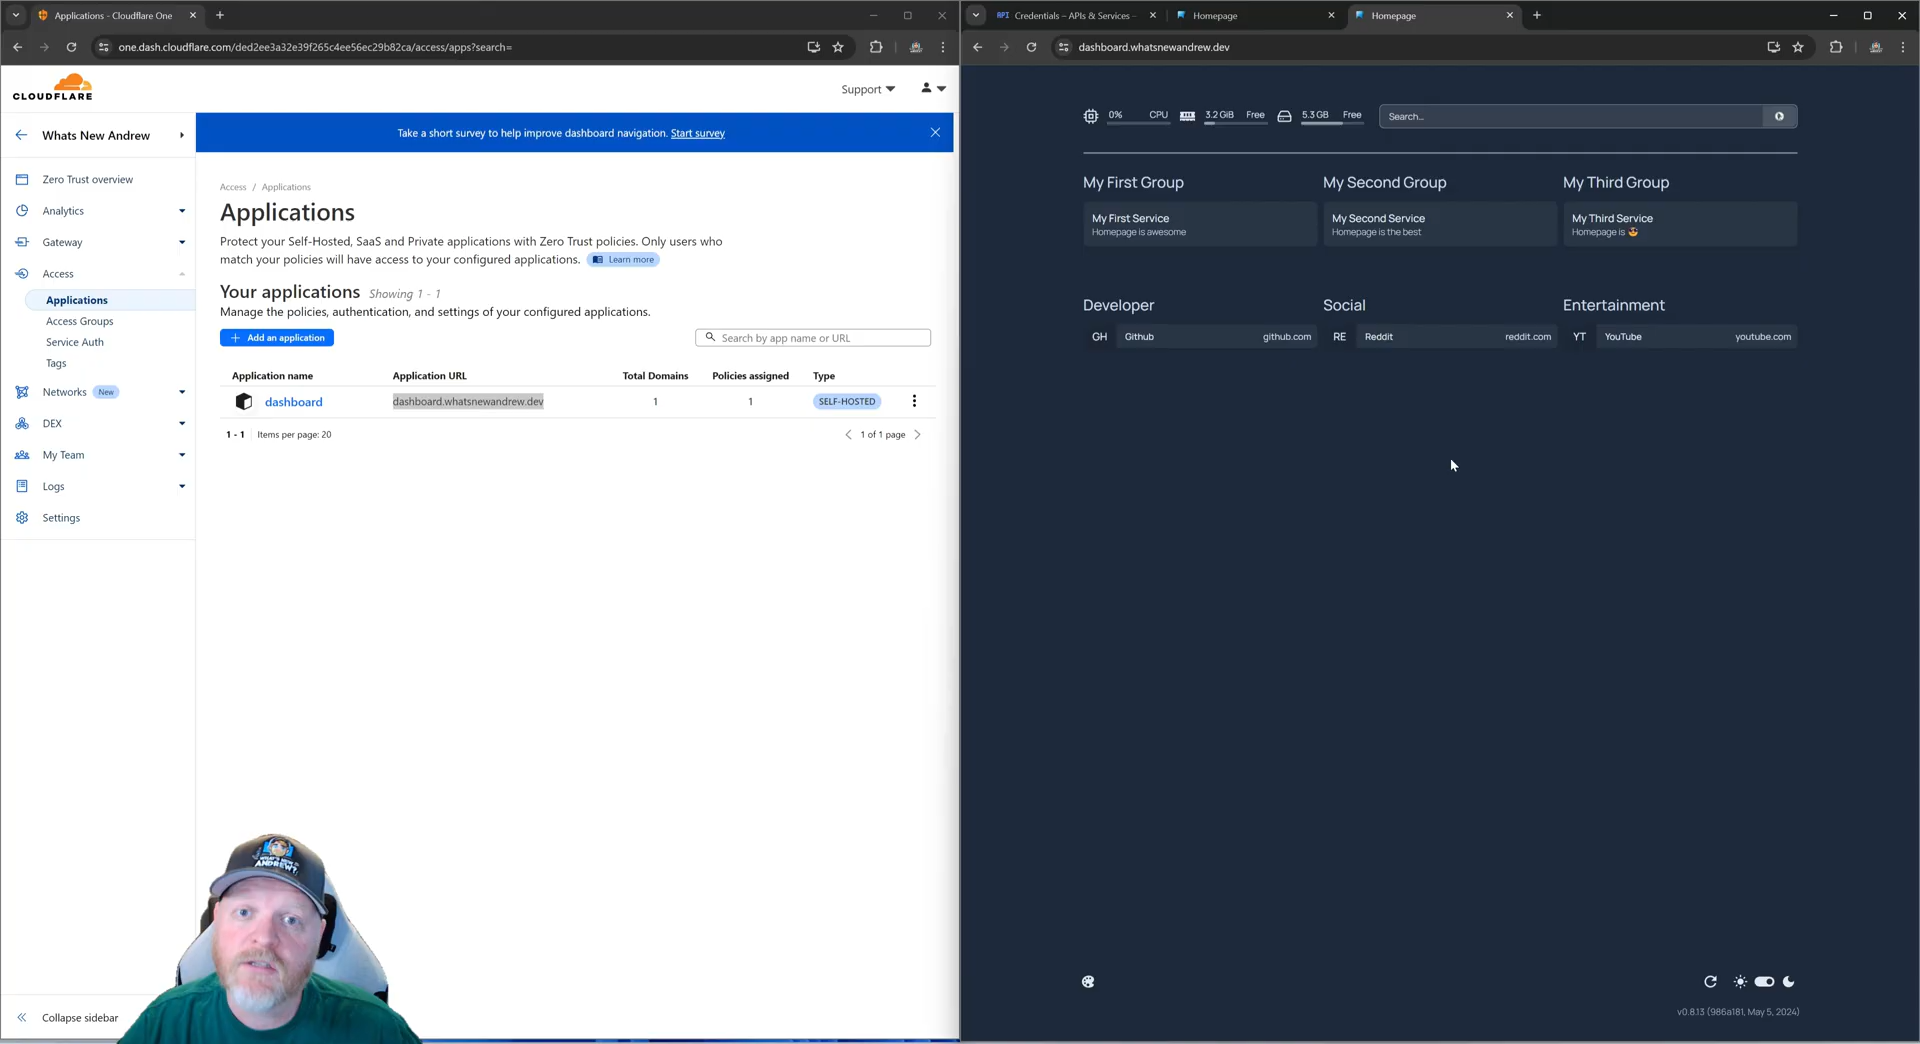 Applications - Cloudflare One
one.dash.cloudflare.com/ded2ee3a32e39f265c4ee56ec29b82ca/access/apps?search=
CLOUDFLARE
Support
Whats New Andrew
Take a short survey to help improve dashboard navigation. Start survey
Zero Trust overview
Analytics
Gateway
Access
Applications
Access Groups
Service Auth
Tags
Networks New
DEX
My Team
Logs
Settings
Collapse sidebar
Access / Applications
Applications
Protect your Self-Hosted, SaaS and Private applications with Zero Trust policies. Only users who
match your policies will have access to your configured applications. Learn more
Your applications Showing 1 - 1
Manage the policies, authentication, and settings of your configured applications.
Add an application
Search by app name or URL
Application name Application URL Total Domains Policies assigned Type
dashboard dashboard.whatsnewandrew.dev 1 1 SELF-HOSTED
1 - 1 Items per page: 20 1 of 1 page
WHAT'S NEW
ANDREW?
API Credentials – APIs & Services –
Homepage
Homepage
dashboard.whatsnewandrew.dev
0% CPU 3.2 GiB Free 5.3 GB Free Search...
My First Group
My First Service
Homepage is awesome
My Second Group
My Second Service
Homepage is the best
My Third Group
My Third Service
Homepage is 😎
Developer
GH Github github.com
Social
RE Reddit reddit.com
Entertainment
YT YouTube youtube.com
v0.8.13 (986a181, May 5, 2024)